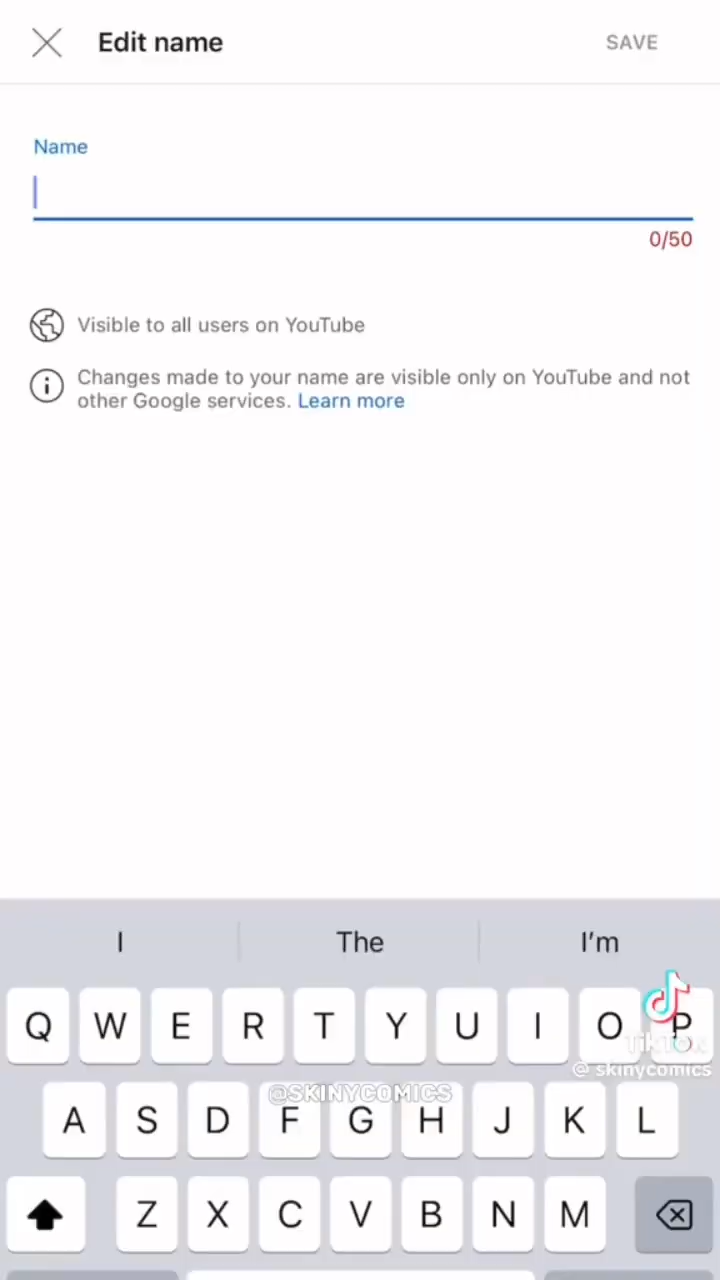 Edit name
SAVE
Name
0/50
Visible to all users on YouTube
Changes made to your name are visible only on YouTube and not
other Google services. Learn more
I
The
I'm
Q W E R T Y U I O P
TikTok
@ skinycomics
@SKINYCOMICS
A S D F G H J K L
Z X C V B N M